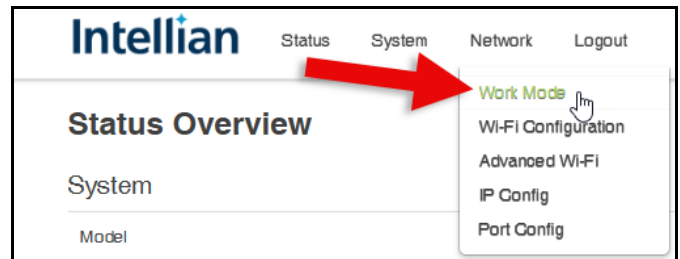 Intellian Status System Network Logout
Work Mode
Status Overview
Wi-Fi Configuration
Advanced Wi-Fi
System
IP Config
Model
Port Config